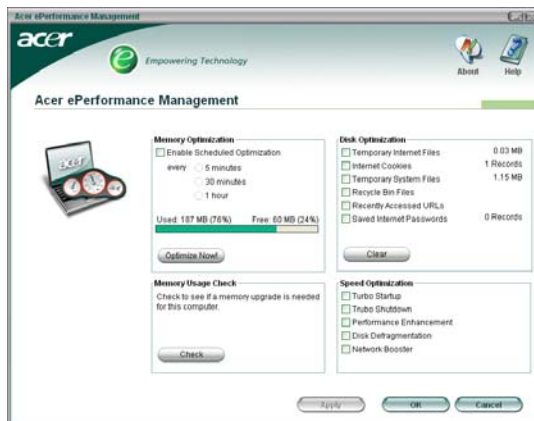 Acer ePerformance Management
acer
e Empowering Technology
About Help
Acer ePerformance Management
Memory Optimization
Enable Scheduled Optimization
every 5 minutes
30 minutes
1 hour
Used: 187 MB (76%) Free: 60 MB (24%)
Optimize Now!
Memory Usage Check
Check to see if a memory upgrade is needed
for this computer.
Check
Disk Optimization
Temporary Internet Files 0.03 MB
Internet Cookies 1 Records
Temporary System Files 1.15 MB
Recycle Bin Files
Recently Accessed URLs
Saved Internet Passwords 0 Records
Clear
Speed Optimization
Turbo Startup
Trubo Shutdown
Performance Enhancement
Disk Defragmentation
Network Booster
Apply OK Cancel